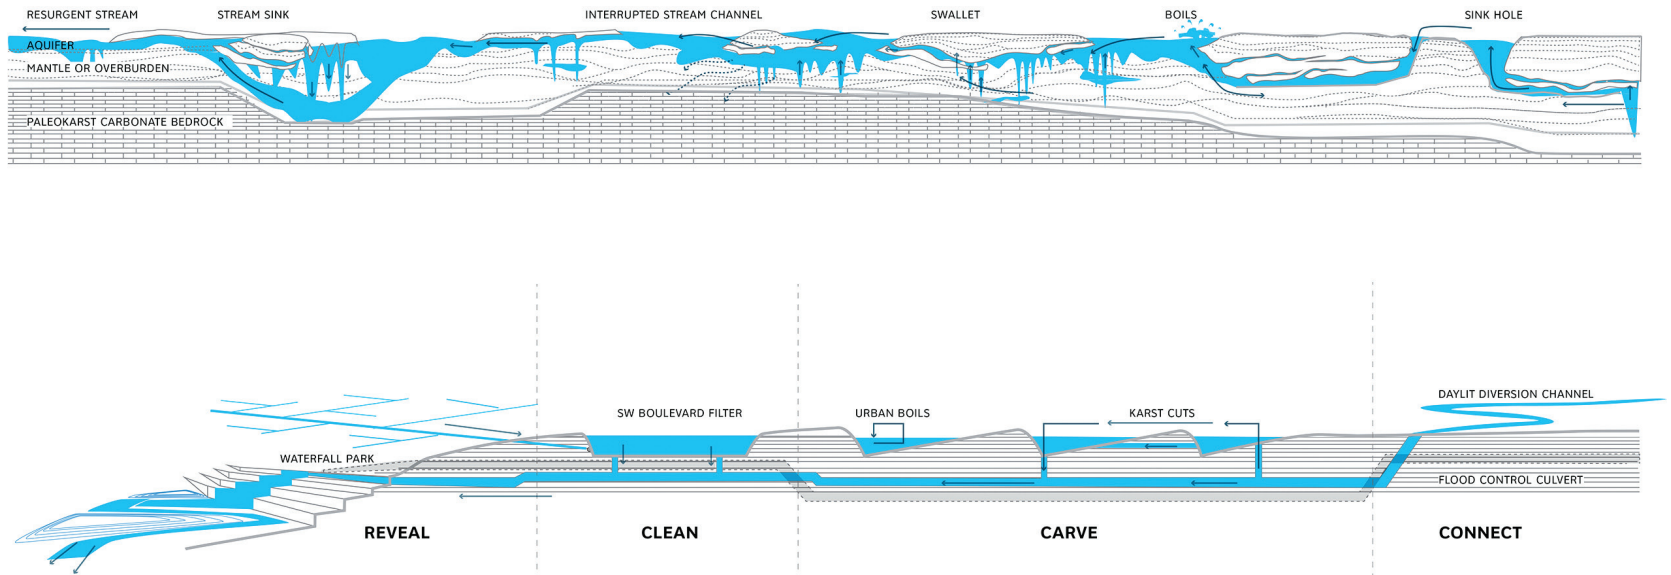 RESURGENT STREAM
STREAM SINK
INTERRUPTED STREAM CHANNEL
SWALLET
BOILS
SINK HOLE
AQUIFER
MANTLE OR OVERBURDEN
PALEOKARST CARBONATE BEDROCK
DAYLIT DIVERSION CHANNEL
SW BOULEVARD FILTER
URBAN BOILS
KARST CUTS
WATERFALL PARK
FLOOD CONTROL CULVERT
REVEAL
CLEAN
CARVE
CONNECT